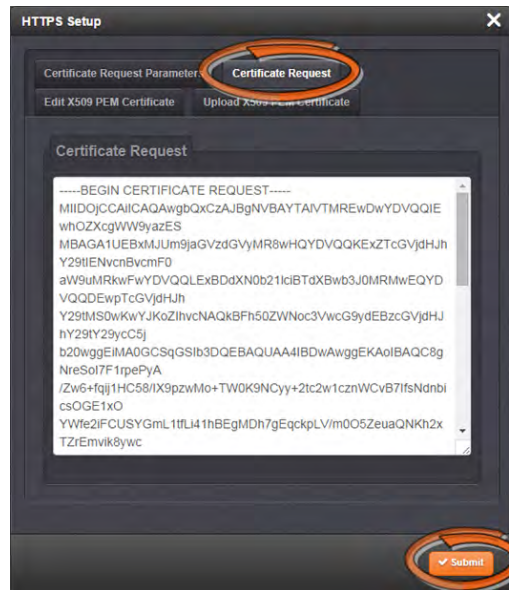 HTTPS Setup
Certificate Request Parameters
Certificate Request
Edit X509 PEM Certificate
Upload X509 PEM Certificate
Certificate Request
-----BEGIN CERTIFICATE REQUEST-----
MIIDOjCCAiICAQAwgbQxCzAJBgNVBAYTAlVTMREwDwYDVQQIE
whOZXcgWW9yazES
MBAGA1UEBxMJUm9jaGVzdGVyMR8wHQYDVQQKExZTcGVjdHJh
Y29tIENvcnBvcmF0
aW9uMRkwFwYDVQQLExBDdXN0b21lciBTdXBwb3J0MRMwEQYD
VQQDEwpTcGVjdHJh
Y29tMS0wKwYJKoZIhvcNAQkBFh50ZWNoc3VwcG9ydEBzcGVjdHJ
hY29tY29ycC5j
b20wggEiMA0GCSqGSIb3DQEBAQUAA4IBDwAwggEKAoIBAQC8g
NreSoI7F1rpePyA
/Zw6+fqij1HC58/IX9pzwMo+TW0K9NCyy+2tc2w1cznWCvB7IfsNdnbi
csOGE1xO
YWfe2iFCUSYGmL1tfLi41hBEgMDh7gEqckpLV/m0O5ZeuaQNKh2x
TZrEmvik8ywc
Submit